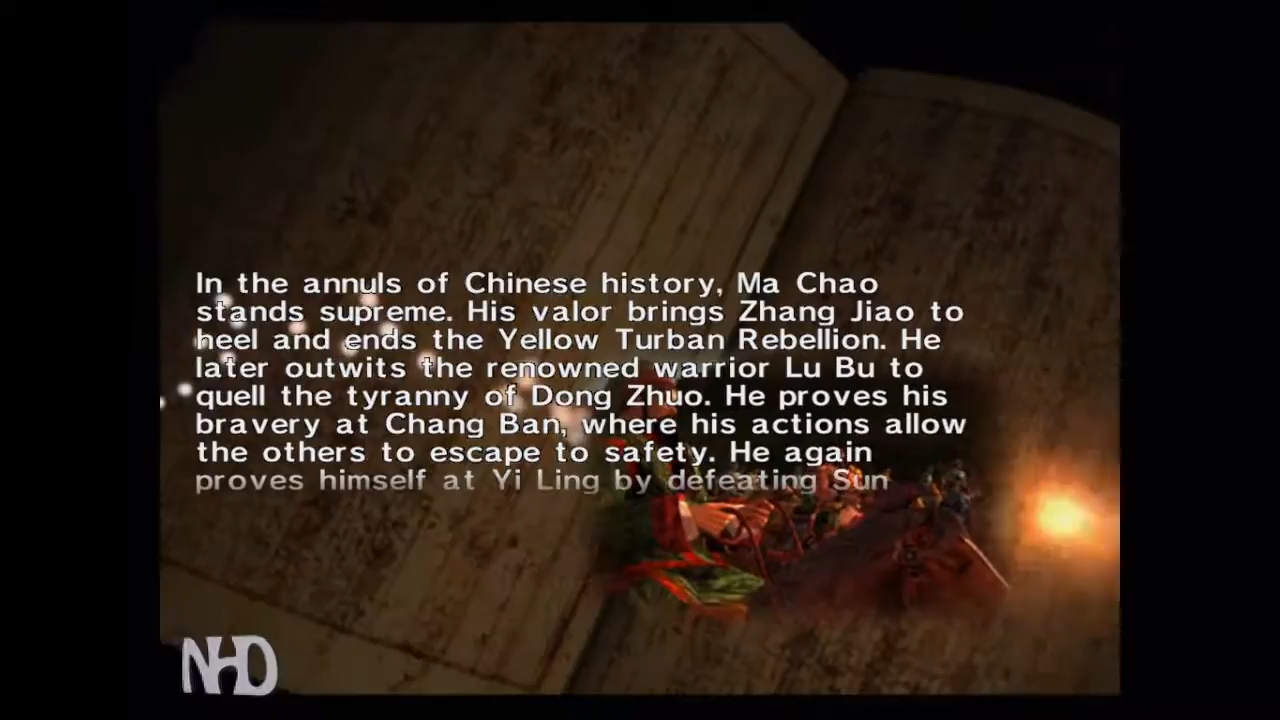 In the annuls of Chinese history, Ma Chao
stands supreme. His valor brings Zhang Jiao to
heel and ends the Yellow Turban Rebellion. He
later outwits the renowned warrior Lu Bu to
quell the tyranny of Dong Zhuo. He proves his
bravery at Chang Ban, where his actions allow
the others to escape to safety. He again
proves himself at Yi Ling by defeating Sun
NHD